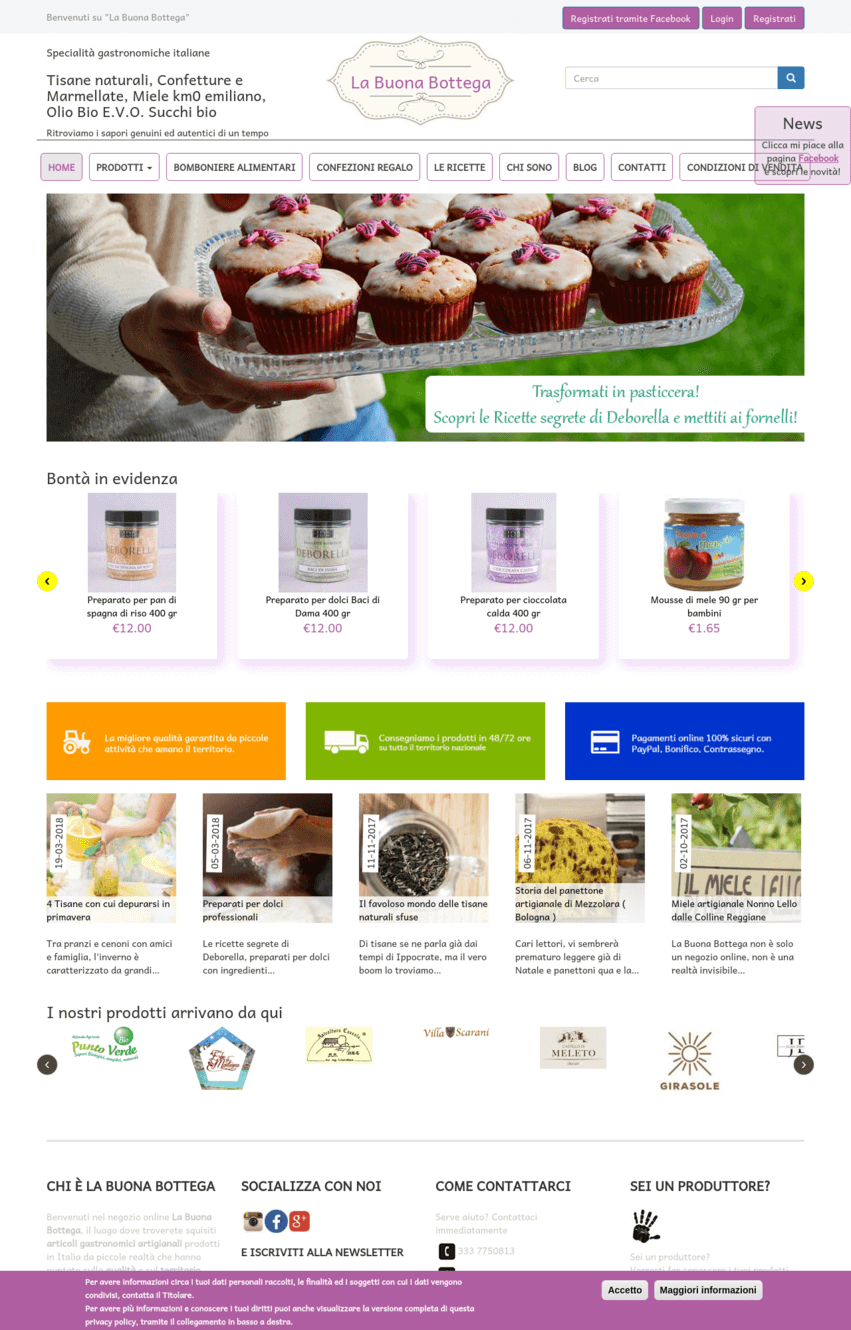 Benvenuti su "La Buona Bottega"
Registrati tramite Facebook
Login
Registrati
Specialità gastronomiche italiane
Tisane naturali, Confetture e
Marmellate, Miele km0 emiliano,
Olio Bio E.V.O. Succhi bio
Ritroviamo i sapori genuini ed autentici di un tempo
La Buona Bottega
Cerca
News
Clicca mi piace alla
pagina Facebook
e scopri le novità!
HOME
PRODOTTI
BOMBONIERE ALIMENTARI
CONFEZIONI REGALO
LE RICETTE
CHI SONO
BLOG
CONTATTI
CONDIZIONI DI VENDITA
Trasformati in pasticcera!
Scopri le Ricette segrete di Deborella e mettiti ai fornelli!
Bontà in evidenza
DEBORELLA
DEBORELLA
BACI DI DAMA
DEBORELLA
CIOCCOLATA CALDA
Preparato per pan di
spagna di riso 400 gr
€12.00
Preparato per dolci Baci di
Dama 400 gr
€12.00
Preparato per cioccolata
calda 400 gr
€12.00
Mousse di mele 90 gr per
bambini
€1.65
La migliore qualità garantita da piccole
attività che amano il territorio.
Consegniamo i prodotti in 48/72 ore
su tutto il territorio nazionale
Pagamenti online 100% sicuri con
PayPal, Bonifico, Contrassegno.
19-03-2018
4 Tisane con cui depurarsi in
primavera
Tra pranzi e cenoni con amici
e famiglia, l'inverno è
caratterizzato da grandi...
05-03-2018
Preparati per dolci
professionali
Le ricette segrete di
Deborella, preparati per dolci
con ingredienti...
11-11-2017
Il favoloso mondo delle tisane
naturali sfuse
Di tisane se ne parla già dai
tempi di Ippocrate, ma il vero
boom lo troviamo...
06-11-2017
Storia del panettone
artigianale di Mezzolara (
Bologna )
Cari lettori, vi sembrerà
prematuro leggere già di
Natale e panettoni qua e la...
02-10-2017
IL MIELE
Miele artigianale Nonno Lello
dalle Colline Reggiane
La Buona Bottega non è solo
un negozio online, non è una
realtà invisibile...
I nostri prodotti arrivano da qui
Punto Verde
Bio
Villa Scarani
MELETO
GIRASOLE
CHI È LA BUONA BOTTEGA
Benvenuti nel negozio online La Buona
Bottega, il luogo dove troverete squisiti
articoli gastronomici artigianali prodotti
in Italia da piccole realtà che hanno
SOCIALIZZA CON NOI
E ISCRIVITI ALLA NEWSLETTER
COME CONTATTARCI
Serve aiuto? Contattaci
immediatamente
333 7750813
SEI UN PRODUTTORE?
Sei un produttore?
Per avere informazioni circa i tuoi dati personali raccolti, le finalità ed i soggetti con cui i dati vengono
condivisi, contatta il Titolare.
Per avere più informazioni e conoscere i tuoi diritti puoi anche visualizzare la versione completa di questa
privacy policy, tramite il collegamento in basso a destra.
Accetto
Maggiori informazioni